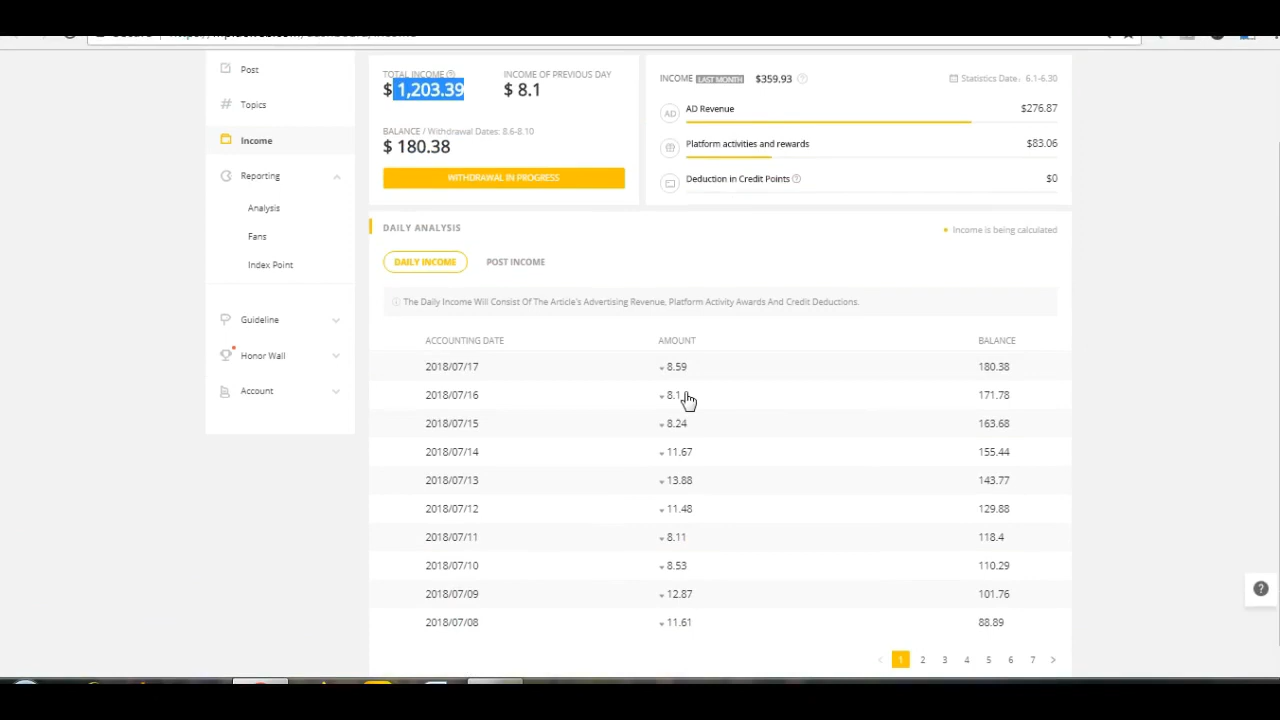 Post
Topics
Income
Reporting
Analysis
Fans
Index Point
Guideline
Honor Wall
Account
TOTAL INCOME
$ 1,203.39
INCOME OF PREVIOUS DAY
$ 8.1
BALANCE / Withdrawal Dates: 8.6-8.10
$ 180.38
WITHDRAWAL IN PROGRESS
INCOME LAST MONTH $359.93
Statistics Date: 6.1-6.30
AD AD Revenue $276.87
Platform activities and rewards $83.06
Deduction in Credit Points $0
DAILY ANALYSIS
Income is being calculated
DAILY INCOME POST INCOME
The Daily Income Will Consist Of The Article's Advertising Revenue, Platform Activity Awards And Credit Deductions.
ACCOUNTING DATE AMOUNT BALANCE
2018/07/17 8.59 180.38
2018/07/16 8.1 171.78
2018/07/15 8.24 163.68
2018/07/14 11.67 155.44
2018/07/13 13.88 143.77
2018/07/12 11.48 129.88
2018/07/11 8.11 118.4
2018/07/10 8.53 110.29
2018/07/09 12.87 101.76
2018/07/08 11.61 88.89
< 1 2 3 4 5 6 7 >